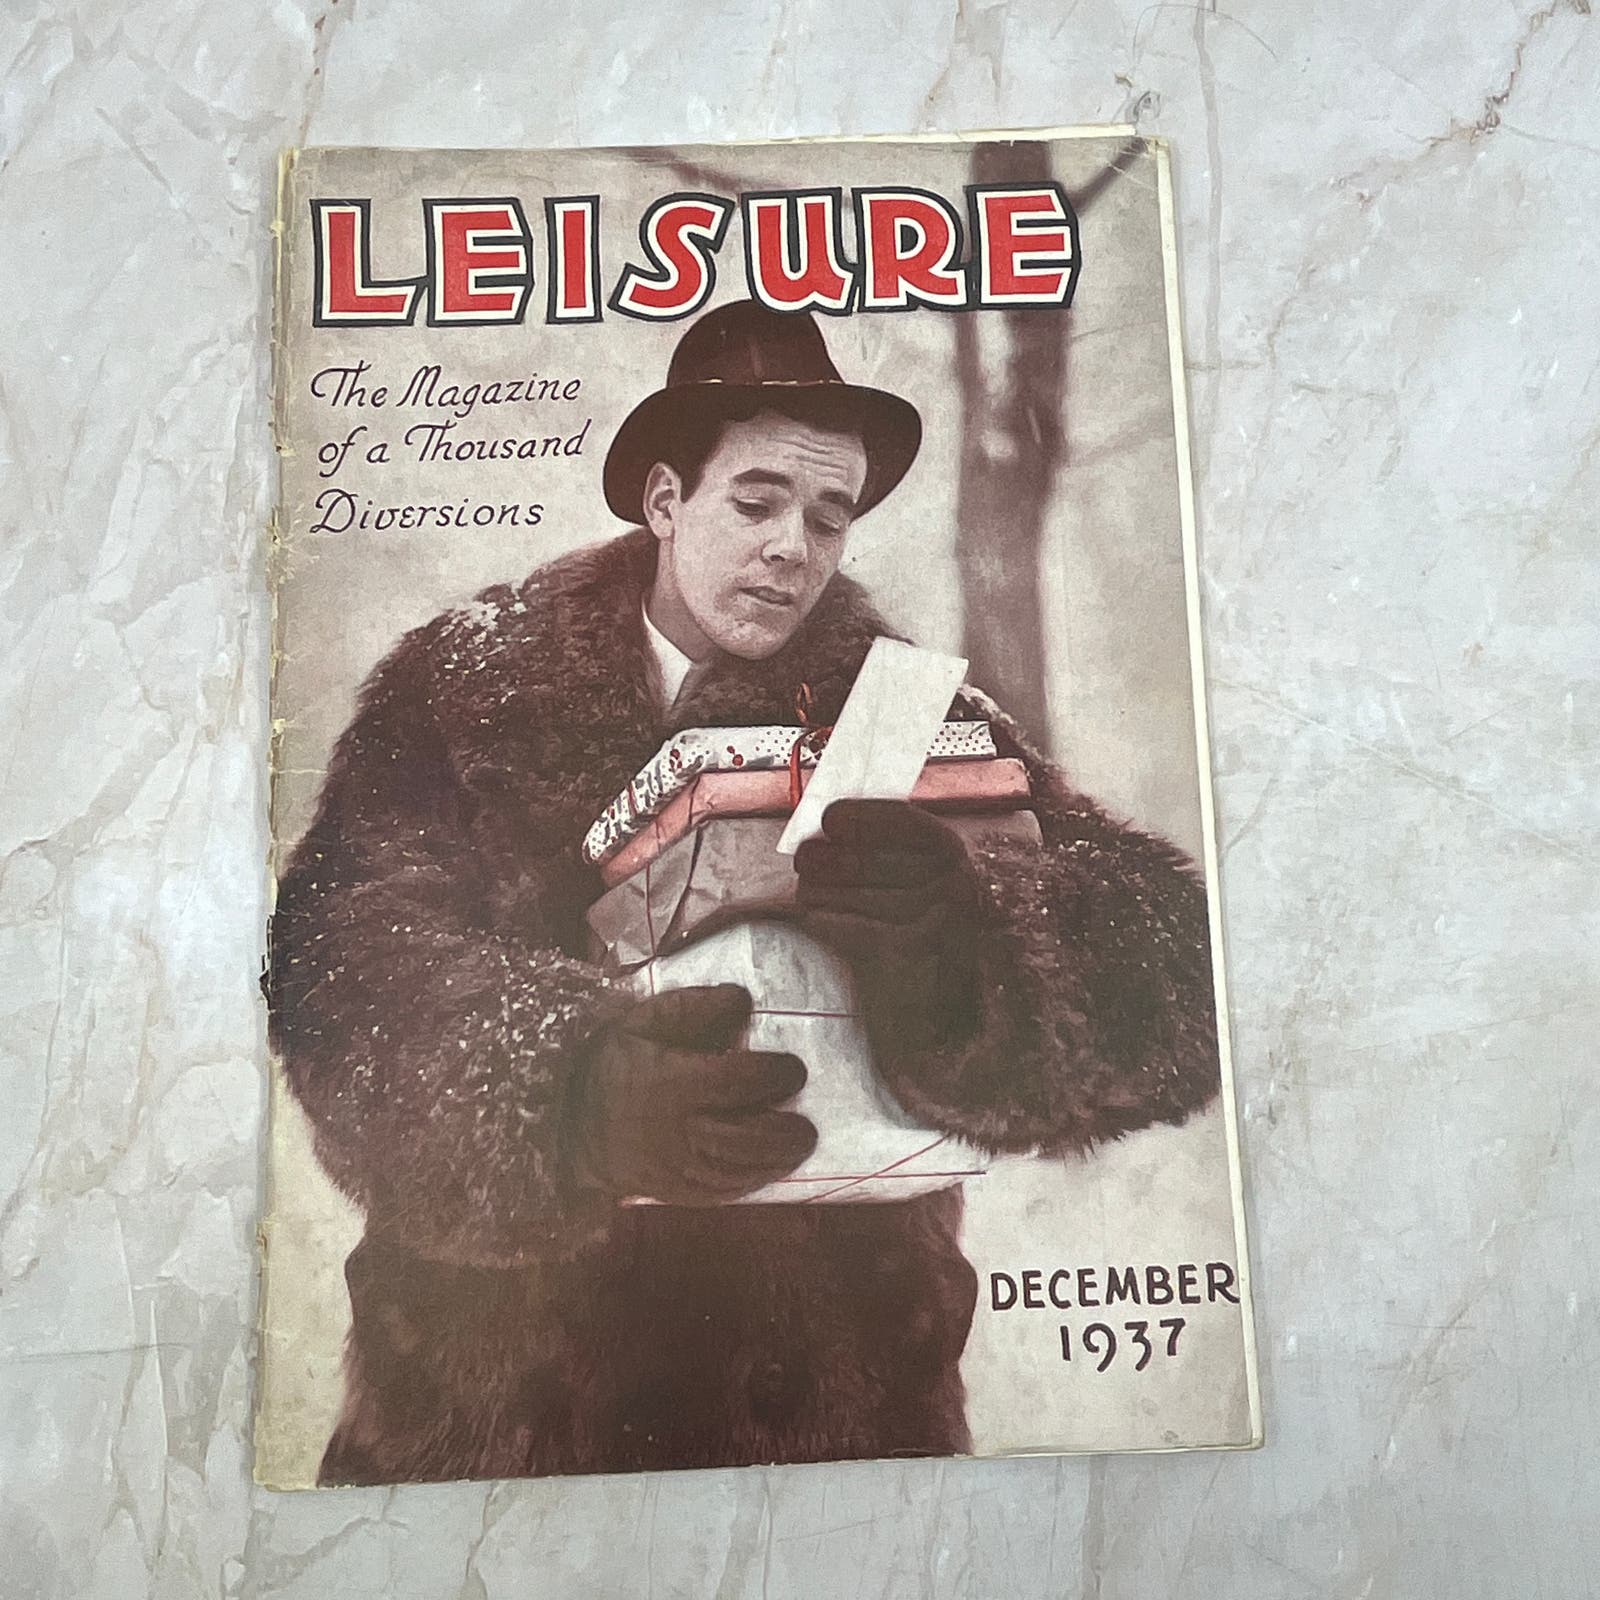 LEISURE
The Magazine
of a Thousand
Diversions
DECEMBER
1937